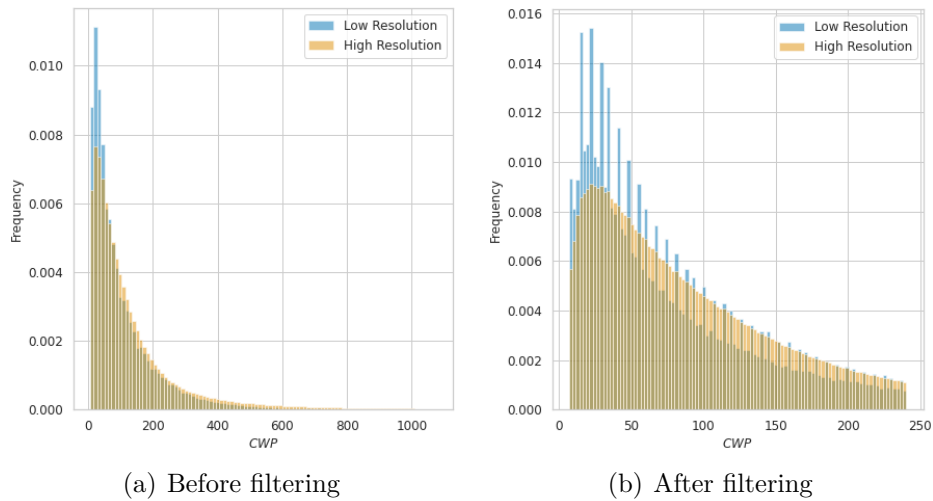 Low Resolution
High Resolution
0.010
0.008
0.006
0.004
0.002
0.000
Frequency
0 200 400 600 800 1000
CWP
(a) Before filtering
Low Resolution
High Resolution
0.016
0.014
0.012
0.010
0.008
0.006
0.004
0.002
0.000
Frequency
0 50 100 150 200 250
CWP
(b) After filtering